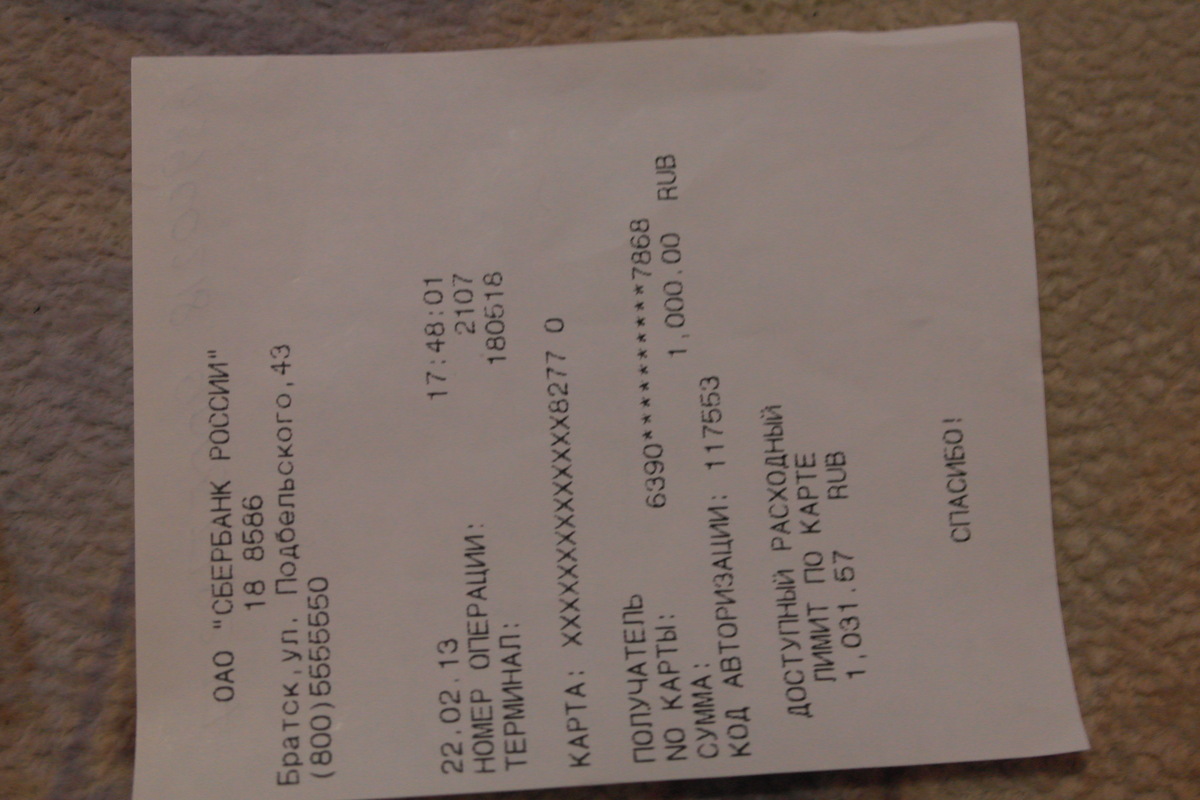 ОАО "СБЕРБАНК РОССИИ"
18 8586
Братск,ул. Подбельского,43
(800)5555550
22.02.13 17:48:01
НОМЕР ОПЕРАЦИИ: 2107
ТЕРМИНАЛ: 180518
КАРТА: XXXXXXXXXXXXXX8277 0
ПОЛУЧАТЕЛЬ
NO КАРТЫ: 6390***********7868
СУММА: 1,000.00 RUB
КОД АВТОРИЗАЦИИ: 117553
ДОСТУПНЫЙ РАСХОДНЫЙ
ЛИМИТ ПО КАРТЕ
1,031.57 RUB
СПАСИБО!